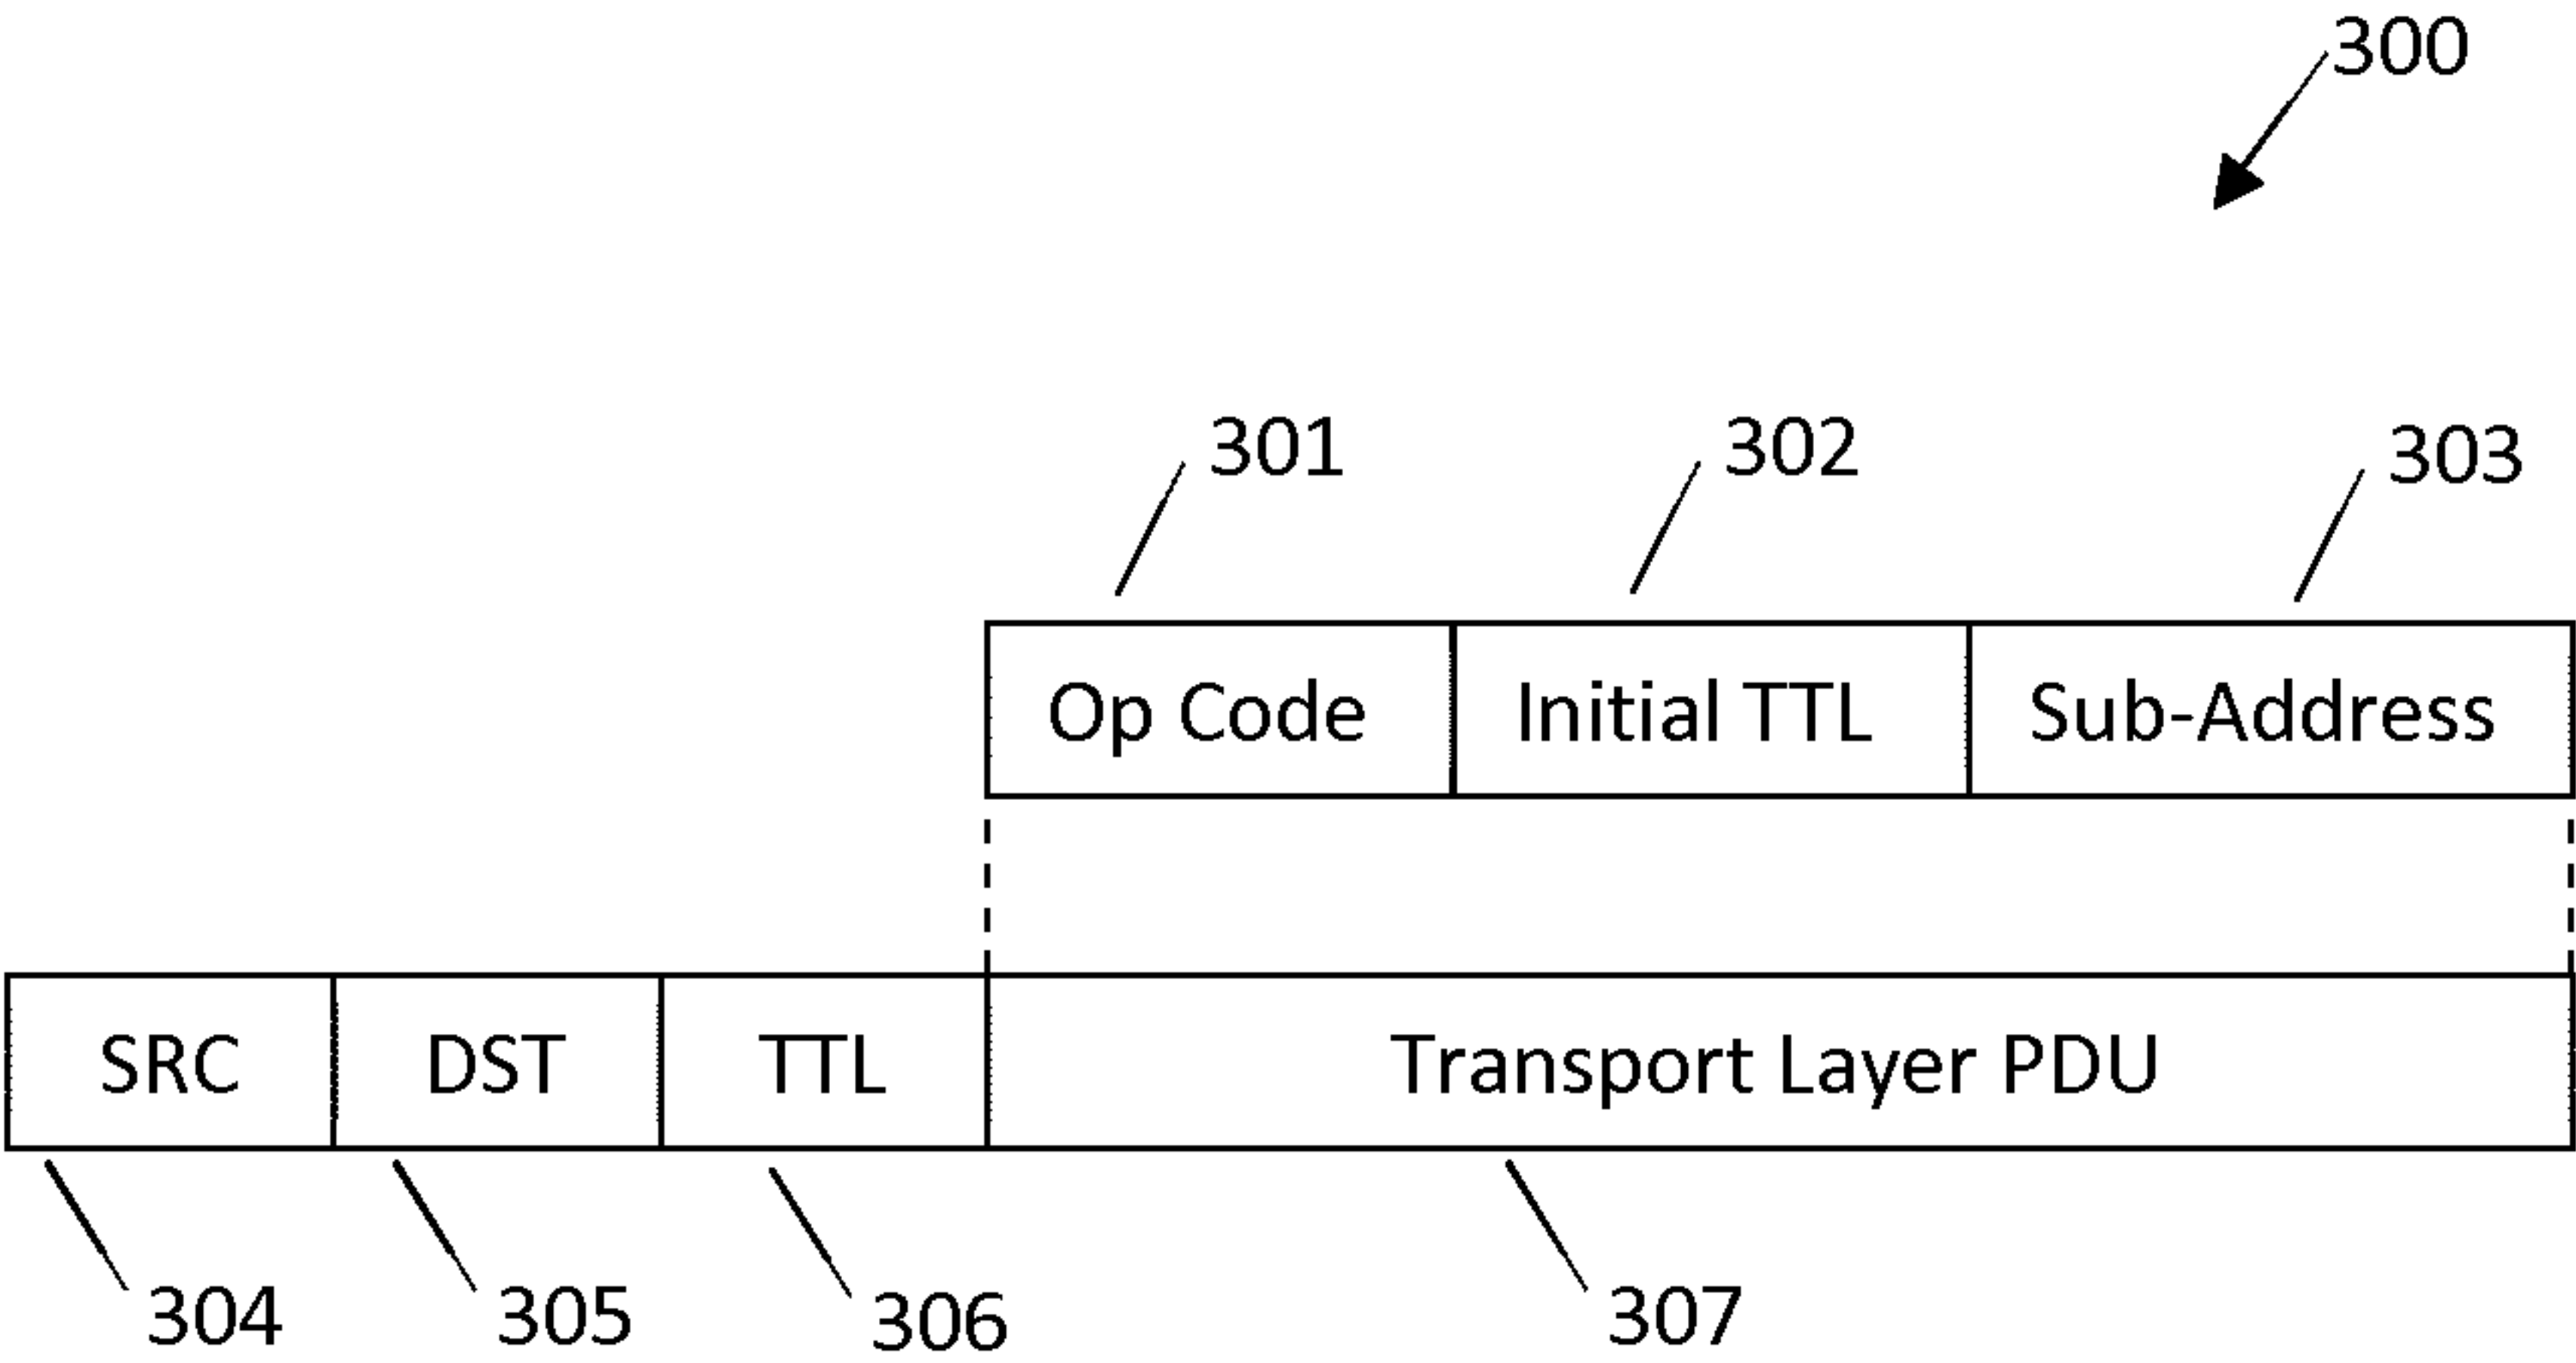 300
301 302 303
Op Code Initial TTL Sub-Address
SRC DST TTL Transport Layer PDU
304 305 306 307